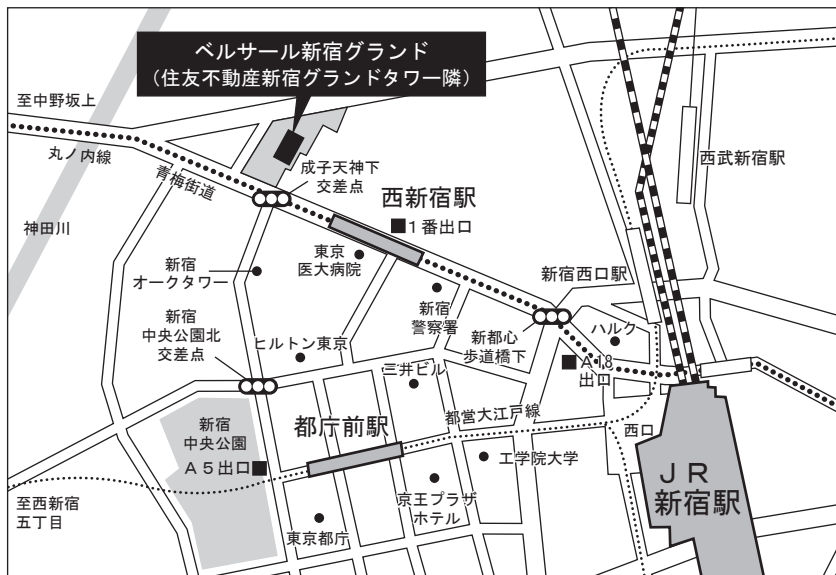 ベルサール新宿グランド
(住友不動産新宿グランドタワー隣)
至中野坂上
丸ノ内線
青梅街道
成子天神下
交差点
西新宿駅
■1番出口
西武新宿駅
神田川
東京
医大病院
新宿
オークタワー
新宿西口駅
新宿
警察署
新宿
中央公園北
交差点
ヒルトン東京
新都心
歩道橋下
ハルク
■A18
出口
三井ビル
都営大江戸線
新宿
中央公園
A5出口■
都庁前駅
西口
工学院大学
JR
新宿駅
京王プラザ
ホテル
至西新宿
五丁目
東京都庁